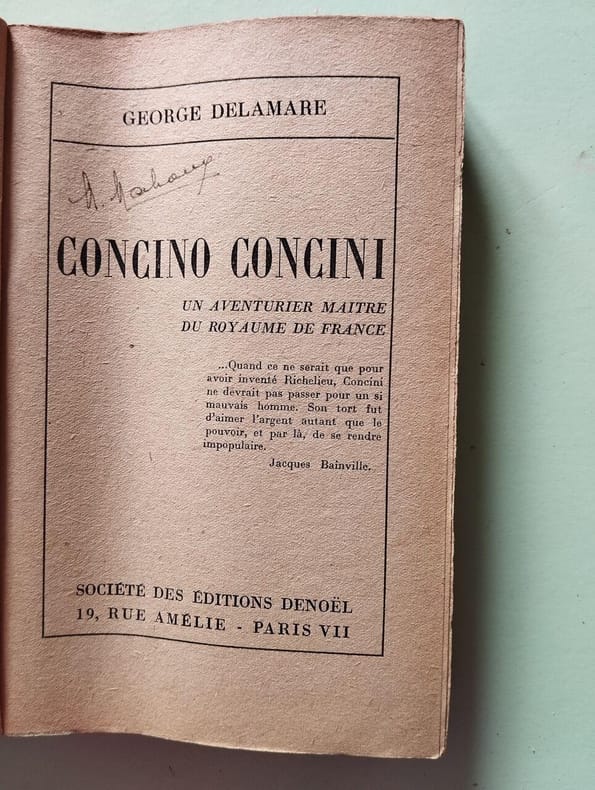 GEORGE DELAMARE
CONCINO CONCINI
UN AVENTURIER MAITRE
DU ROYAUME DE FRANCE
...Quand ce ne serait que pour
avoir inventé Richelieu, Concini
ne devrait pas passer pour un si
mauvais homme. Son tort fut
d'aimer l'argent autant que le
pouvoir, et par là, de se rendre
impopulaire.
Jacques Bainville.
SOCIÉTÉ DES ÉDITIONS DENOËL
19, RUE AMÉLIE - PARIS VII